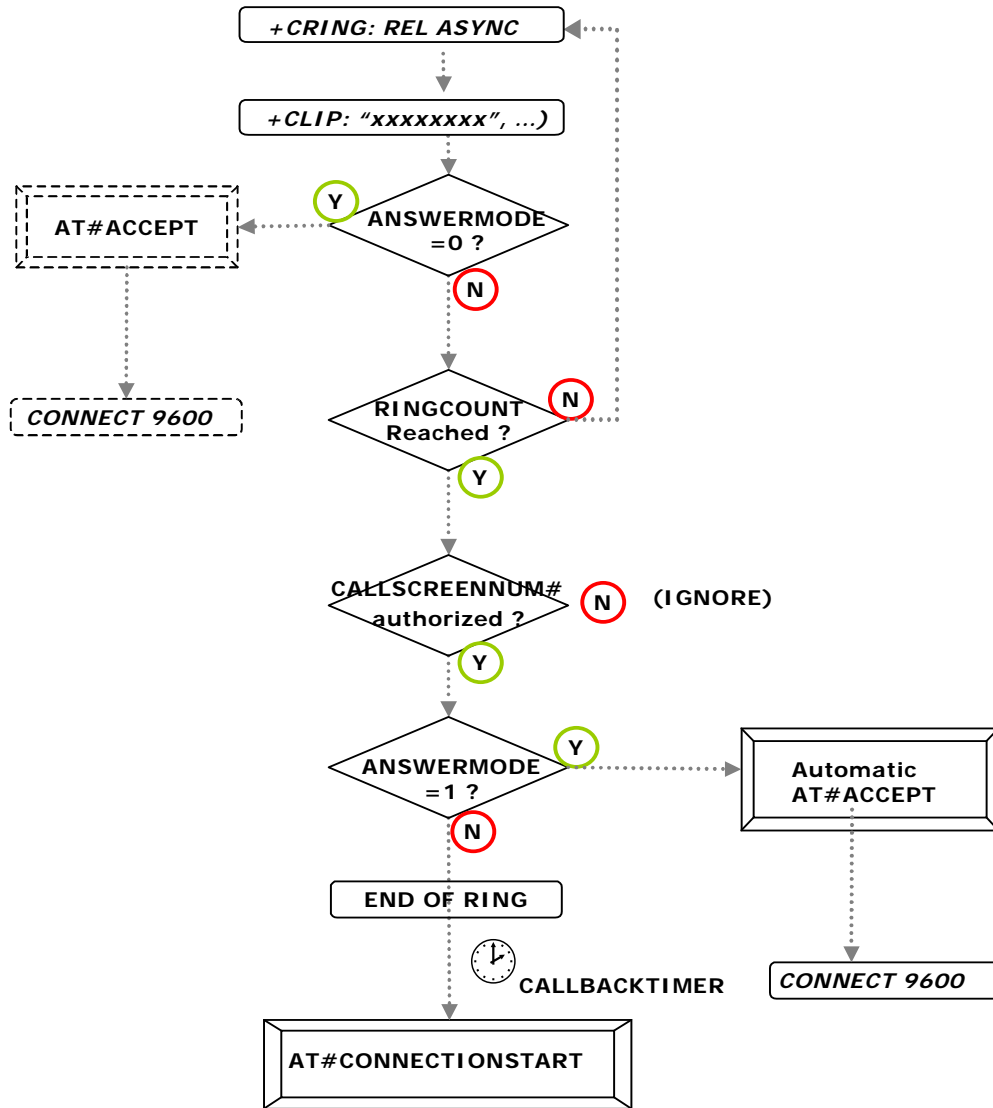 +CRING: REL ASYNC
+CLIP: “xxxxxxxxx”, …)
Y
ANSWERMODE
=0 ?
AT#ACCEPT
N
CONNECT 9600
RINGCOUNT
Reached ?
N
Y
CALLSCREENNUM#
authorized ?
N
(IGNORE)
Y
ANSWERMODE
=1 ?
Y
Automatic
AT#ACCEPT
N
END OF RING
CALLBACKTIMER
CONNECT 9600
AT#CONNECTIONSTART